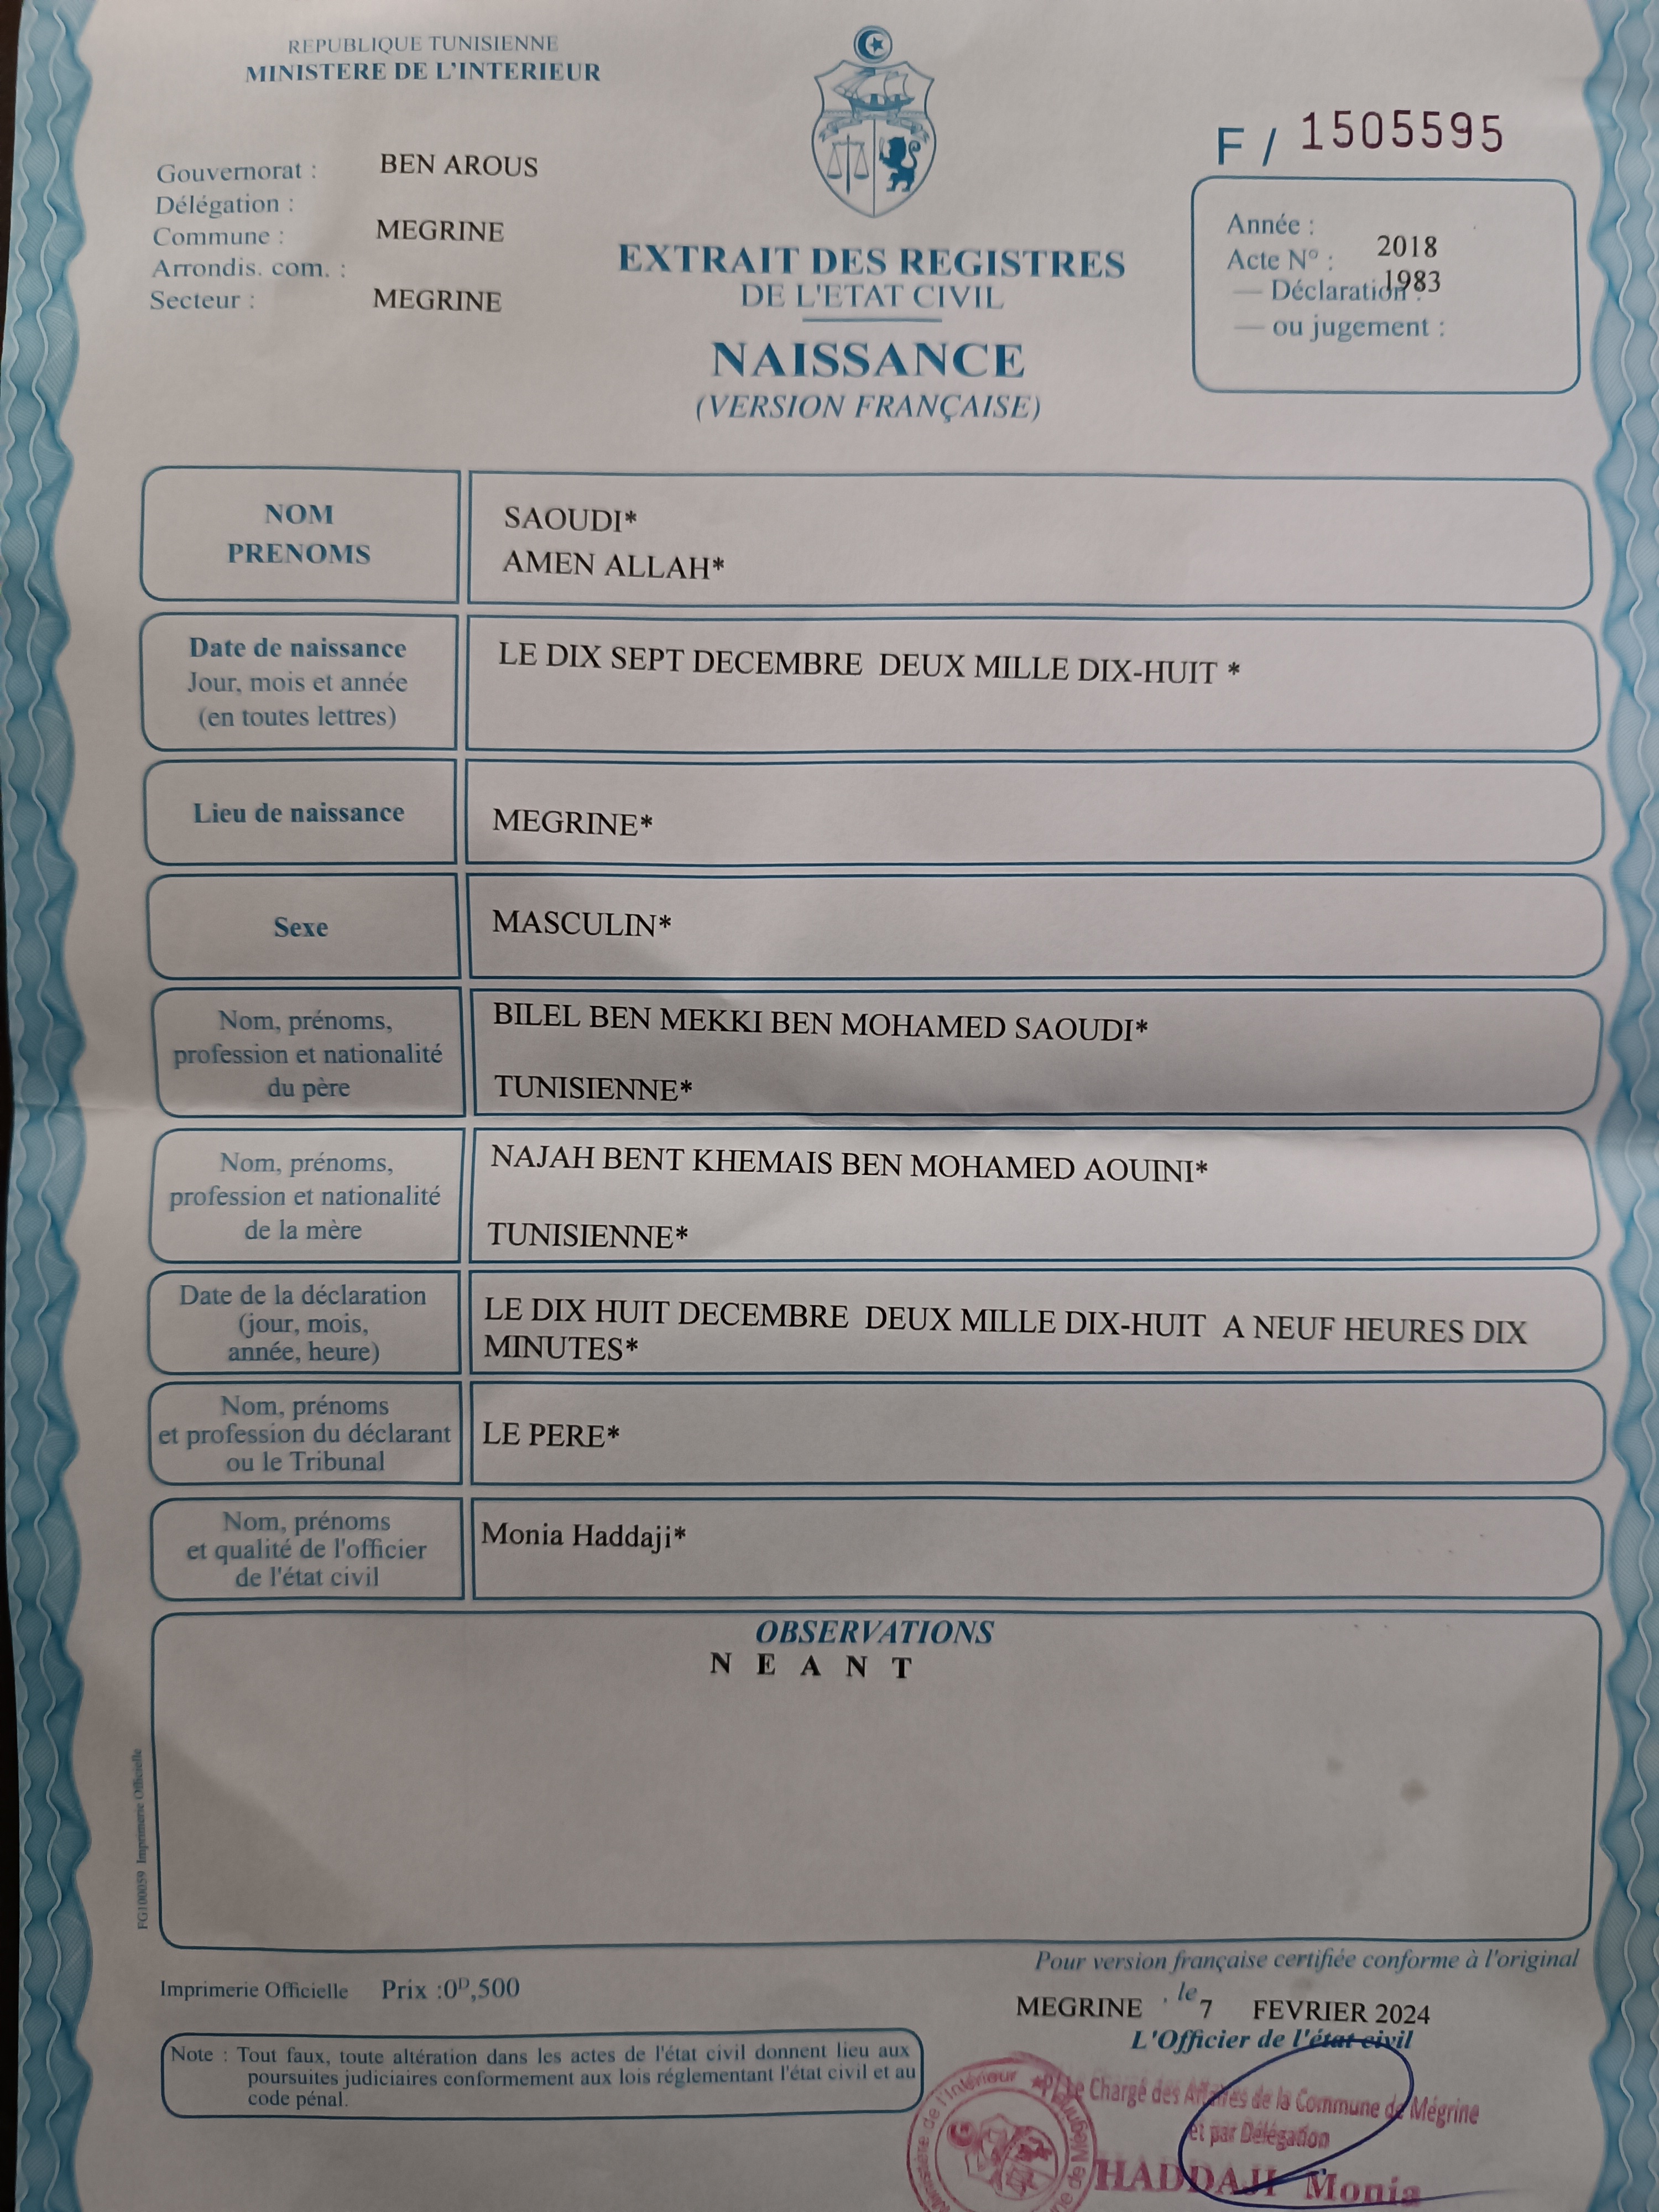 REPUBLIQUE TUNISIENNE
MINISTERE DE L'INTERIEUR
F / 1505595
Gouvernorat : BEN AROUS
Délégation :
Commune : MEGRINE
Arrondis. com. :
Secteur : MEGRINE
EXTRAIT DES REGISTRES
DE L'ETAT CIVIL
NAISSANCE
(VERSION FRANÇAISE)
Année : 2018
Acte N° : 1983
— Déclaration :
— ou jugement :
NOM
PRENOMS
SAOUDI*
AMEN ALLAH*
Date de naissance
Jour, mois et année
(en toutes lettres)
LE DIX SEPT DECEMBRE DEUX MILLE DIX-HUIT *
Lieu de naissance
MEGRINE*
Sexe
MASCULIN*
Nom, prénoms,
profession et nationalité
du père
BILEL BEN MEKKI BEN MOHAMED SAOUDI*
TUNISIENNE*
Nom, prénoms,
profession et nationalité
de la mère
NAJAH BENT KHEMAIS BEN MOHAMED AOUINI*
TUNISIENNE*
Date de la déclaration
(jour, mois,
année, heure)
LE DIX HUIT DECEMBRE DEUX MILLE DIX-HUIT A NEUF HEURES DIX
MINUTES*
Nom, prénoms
et profession du déclarant
ou le Tribunal
LE PERE*
Nom, prénoms
et qualité de l'officier
de l'état civil
Monia Haddaji*
OBSERVATIONS
N E A N T
FG100059 Imprimerie Officielle
Pour version française certifiée conforme à l'original
Imprimerie Officielle Prix :0ᴰ,500
MEGRINE , le 7 FEVRIER 2024
L'Officier de l'état civil
Note : Tout faux, toute altération dans les actes de l'état civil donnent lieu aux
poursuites judiciaires conformement aux lois réglementant l'état civil et au
code pénal.
P/ Le Chargé des Affaires de la Commune de Mégrine
et par Délégation
HADDAJI Monia
de l'Intérieur
de Mégrine